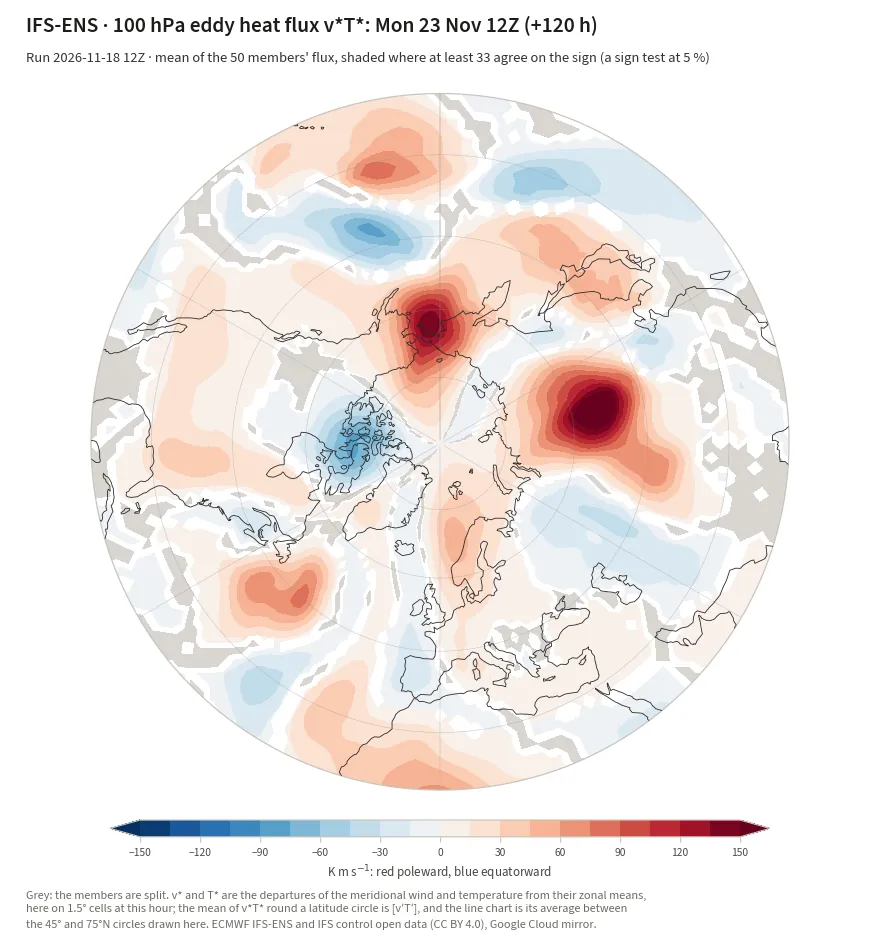 IFS-ENS · 100 hPa eddy heat flux v*T*: Mon 23 Nov 12Z (+120 h)
Run 2026-11-18 12Z · mean of the 50 members' flux, shaded where at least 33 agree on the sign (a sign test at 5 %)
−150 −120 −90 −60 −30 0 30 60 90 120 150
K m s⁻¹: red poleward, blue equatorward
Grey: the members are split. v* and T* are the departures of the meridional wind and temperature from their zonal means,
here on 1.5° cells at this hour; the mean of v*T* round a latitude circle is [v'T'], and the line chart is its average between
the 45° and 75°N circles drawn here. ECMWF IFS-ENS and IFS control open data (CC BY 4.0), Google Cloud mirror.